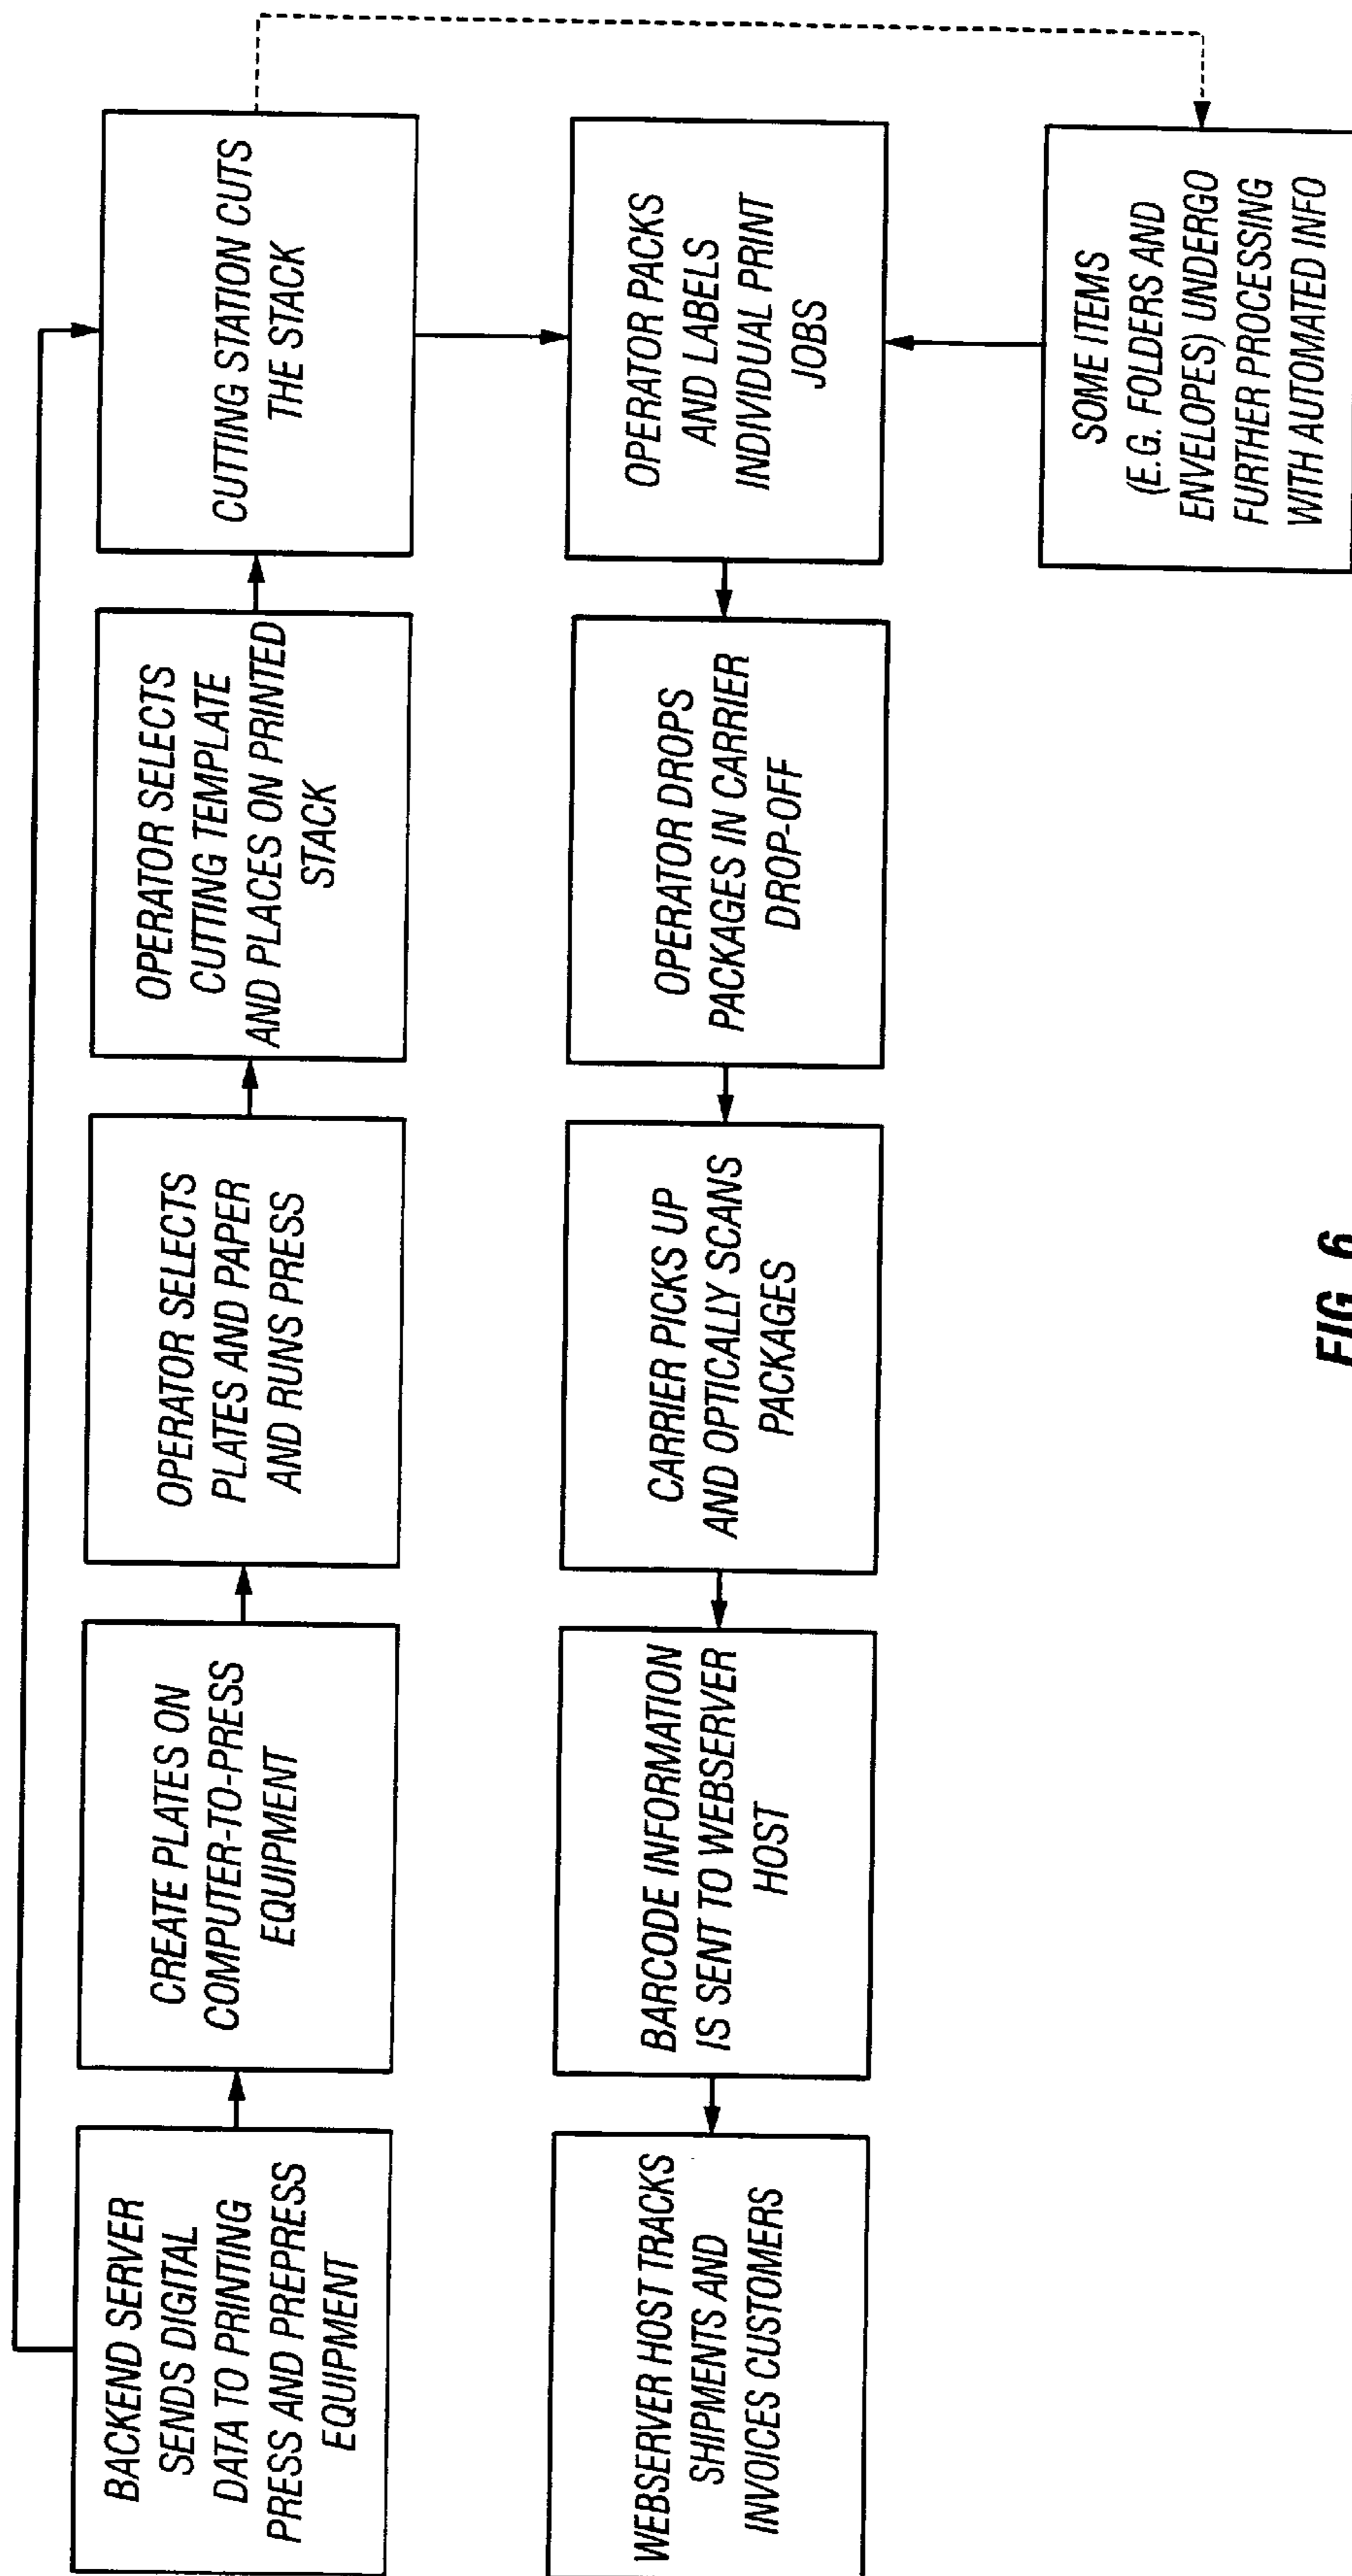 BACKEND SERVER
SENDS DIGITAL
DATA TO PRINTING
PRESS AND PREPRESS
EQUIPMENT
CREATE PLATES ON
COMPUTER-TO-PRESS
EQUIPMENT
OPERATOR SELECTS
PLATES AND PAPER
AND RUNS PRESS
OPERATOR SELECTS
CUTTING TEMPLATE
AND PLACES ON PRINTED
STACK
CUTTING STATION CUTS
THE STACK
WEBSERVER HOST TRACKS
SHIPMENTS AND
INVOICES CUSTOMERS
BARCODE INFORMATION
IS SENT TO WEBSERVER
HOST
CARRIER PICKS UP
AND OPTICALLY SCANS
PACKAGES
OPERATOR DROPS
PACKAGES IN CARRIER
DROP-OFF
OPERATOR PACKS
AND LABELS
INDIVIDUAL PRINT
JOBS
SOME ITEMS
(E.G. FOLDERS AND
ENVELOPES) UNDERGO
FURTHER PROCESSING
WITH AUTOMATED INFO
FIG. 6